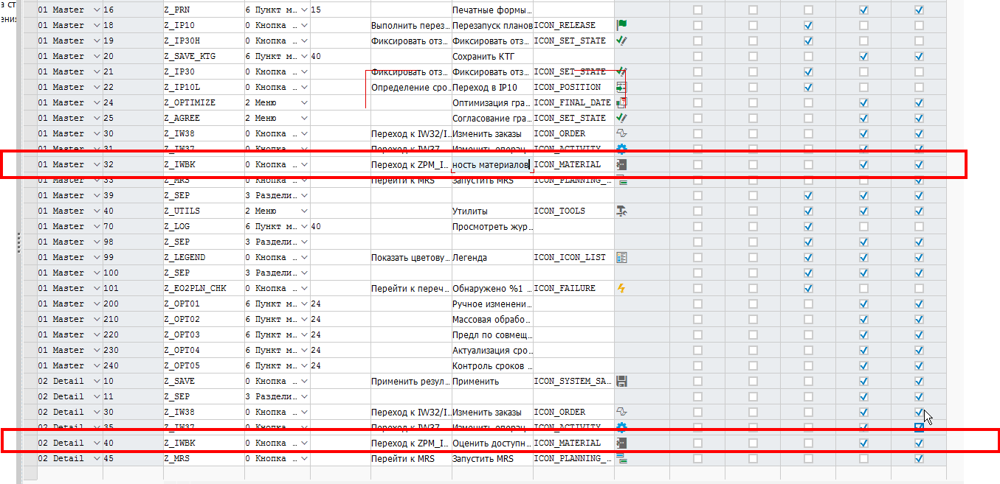 а ст
01 Master 16 Z_PRN 6 Пункт м... 15 Печатные формы...
ения
01 Master 18 Z_IP10 0 Кнопка ... Выполнить перез... Перезапуск планов ICON_RELEASE
01 Master 19 Z_IP30H 0 Кнопка ... Фиксировать отз... Фиксировать отз... ICON_SET_STATE
01 Master 20 Z_SAVE_KTG 6 Пункт м... 40 Сохранить КТГ
01 Master 21 Z_IP30 0 Кнопка ... Фиксировать отз... Фиксировать отз... ICON_SET_STATE
01 Master 22 Z_IP10L 0 Кнопка ... Определение сро... Переход в IP10 ICON_POSITION
01 Master 24 Z_OPTIMIZE 2 Меню Оптимизация гра... ICON_FINAL_DATE
01 Master 25 Z_AGREE 2 Меню Согласование гра... ICON_SET_STATE
01 Master 30 Z_IW38 0 Кнопка ... Переход к IW32/I... Изменить заказы ICON_ORDER
01 Master 31 Z_IW37 0 Кнопка ... Переход к IW37 Изменить операц... ICON_ACTIVITY
01 Master 32 Z_IWBK 0 Кнопка ... Переход к ZPM_I... ность материалов ICON_MATERIAL
01 Master 33 Z_MRS 0 Кнопка ... Перейти к MRS Запустить MRS ICON_PLANNING_...
01 Master 39 Z_SEP 3 Раздели...
01 Master 40 Z_UTILS 2 Меню Утилиты ICON_TOOLS
01 Master 70 Z_LOG 6 Пункт м... 40 Просмотреть жур...
01 Master 98 Z_SEP 3 Раздели...
01 Master 99 Z_LEGEND 0 Кнопка ... Показать цветову... Легенда ICON_ICON_LIST
01 Master 100 Z_SEP 3 Раздели...
01 Master 101 Z_EO2PLN_CHK 0 Кнопка ... Перейти к переч... Обнаружено %1 ... ICON_FAILURE
01 Master 200 Z_OPT01 6 Пункт м... 24 Ручное изменени...
01 Master 210 Z_OPT02 6 Пункт м... 24 Массовая обрабо...
01 Master 220 Z_OPT03 6 Пункт м... 24 Предл по совмещ...
01 Master 230 Z_OPT04 6 Пункт м... 24 Актуализация сро...
01 Master 240 Z_OPT05 6 Пункт м... 24 Контроль сроков ...
02 Detail 10 Z_SAVE 0 Кнопка ... Применить резул... Применить ICON_SYSTEM_SA...
02 Detail 11 Z_SEP 3 Раздели...
02 Detail 30 Z_IW38 0 Кнопка ... Переход к IW32/I... Изменить заказы ICON_ORDER
02 Detail 35 Z_IW37 0 Кнопка ... Переход к IW37 Изменить операц... ICON_ACTIVITY
02 Detail 40 Z_IWBK 0 Кнопка ... Переход к ZPM_I... Оценить доступн... ICON_MATERIAL
02 Detail 45 Z_MRS 0 Кнопка ... Перейти к MRS Запустить MRS ICON_PLANNING_...